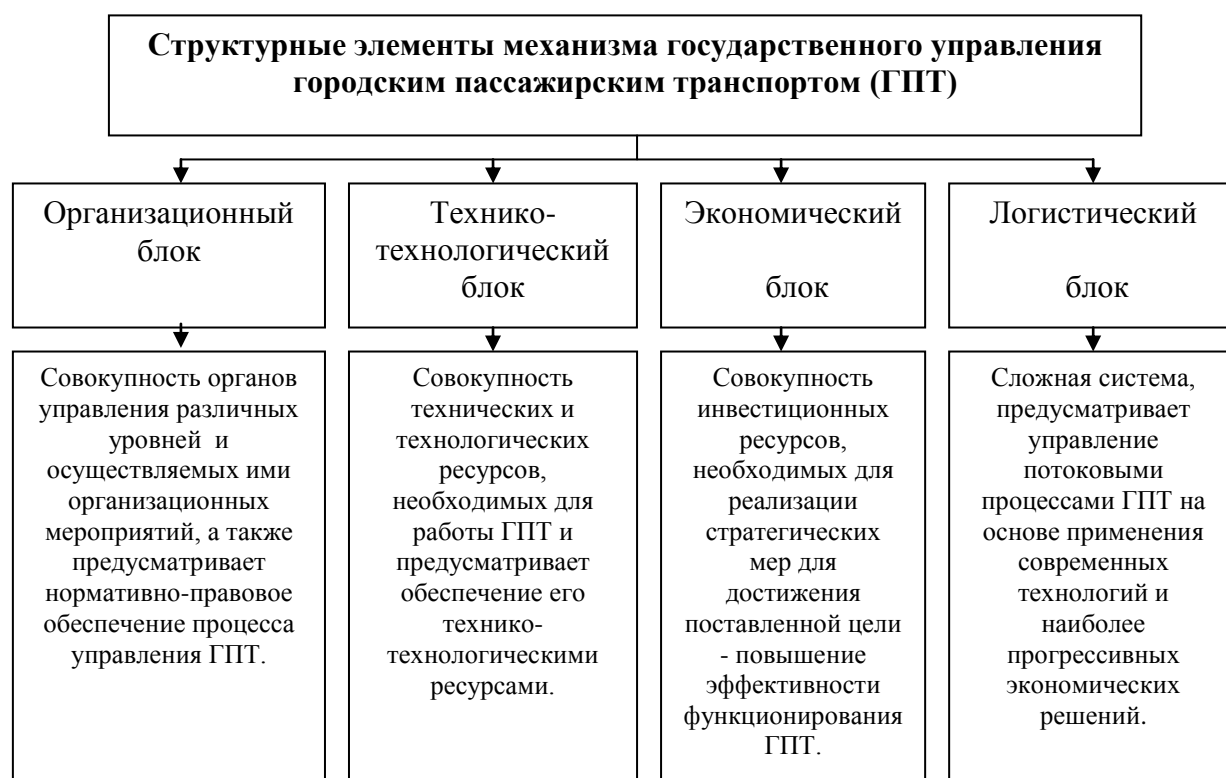 Структурные элементы механизма государственного управления
городским пассажирским транспортом (ГПТ)
Организационный
блок
Технико-
технологический
блок
Экономический
блок
Логистический
блок
Совокупность органов
управления различных
уровней и
осуществляемых ими
организационных
мероприятий, а также
предусматривает
нормативно-правовое
обеспечение процесса
управления ГПТ.
Совокупность
технических и
технологических
ресурсов,
необходимых для
работы ГПТ и
предусматривает
обеспечение его
технико-
технологическими
ресурсами.
Совокупность
инвестиционных
ресурсов,
необходимых для
реализации
стратегических
мер для
достижения
поставленной цели
- повышение
эффективности
функционирования
ГПТ.
Сложная система,
предусматривает
управление
потоковыми
процессами ГПТ на
основе применения
современных
технологий и
наиболее
прогрессивных
экономических
решений.